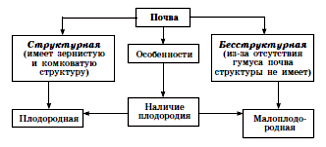 Почва
Структурная
(имеет зернистую
и комковатую
структуру)
Особенности
Бесструктурная
(из-за отсутствия
гумуса почва
структуры не имеет)
Плодородная
Наличие
плодородия
Малоплодо-
родная